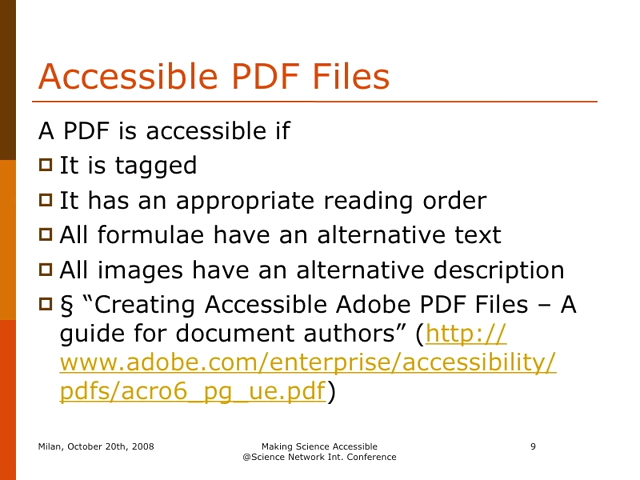 Accessible PDF Files
A PDF is accessible if
It is tagged
It has an appropriate reading order
All formulae have an alternative text
All images have an alternative description
§ “Creating Accessible Adobe PDF Files – A
guide for document authors” (http://
www.adobe.com/enterprise/accessibility/
pdfs/acro6_pg_ue.pdf)
Milan, October 20th, 2008
Making Science Accessible
@Science Network Int. Conference
9